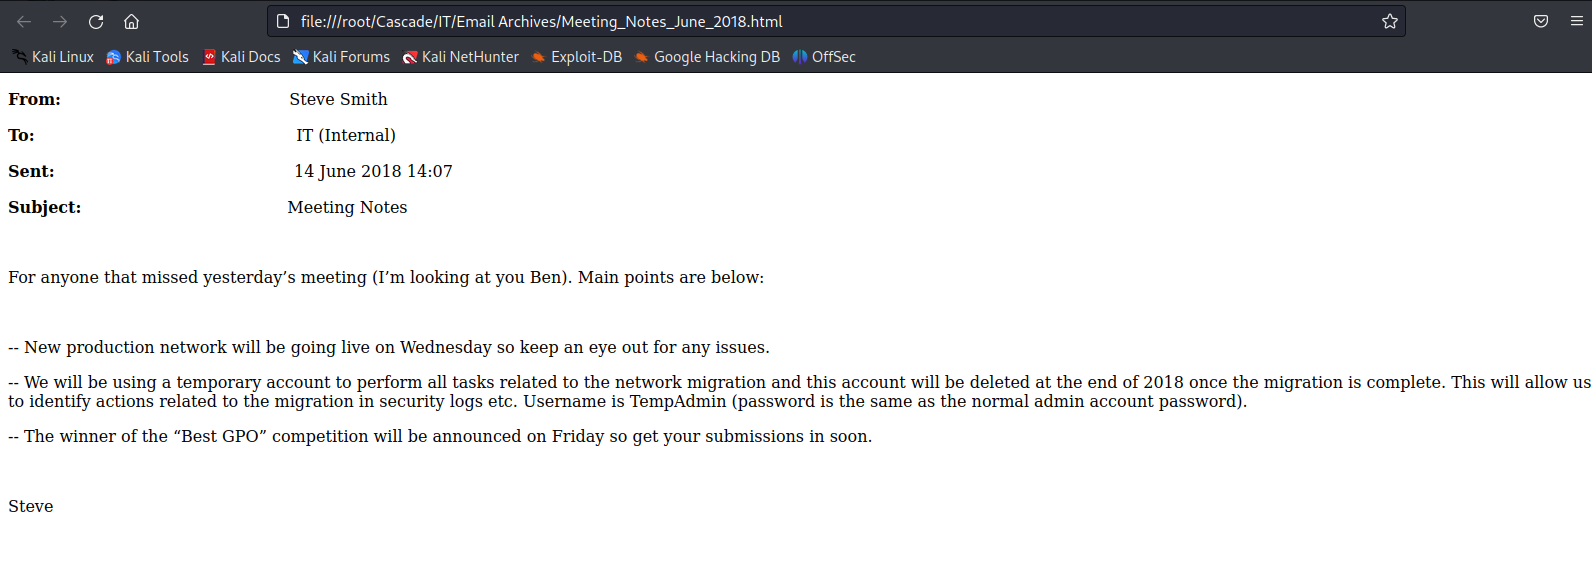 file:///root/Cascade/IT/Email Archives/Meeting_Notes_June_2018.html
Kali Linux Kali Tools Kali Docs Kali Forums Kali NetHunter Exploit-DB Google Hacking DB OffSec
From: Steve Smith
To: IT (Internal)
Sent: 14 June 2018 14:07
Subject: Meeting Notes
For anyone that missed yesterday’s meeting (I’m looking at you Ben). Main points are below:
-- New production network will be going live on Wednesday so keep an eye out for any issues.
-- We will be using a temporary account to perform all tasks related to the network migration and this account will be deleted at the end of 2018 once the migration is complete. This will allow us
to identify actions related to the migration in security logs etc. Username is TempAdmin (password is the same as the normal admin account password).
-- The winner of the “Best GPO” competition will be announced on Friday so get your submissions in soon.
Steve